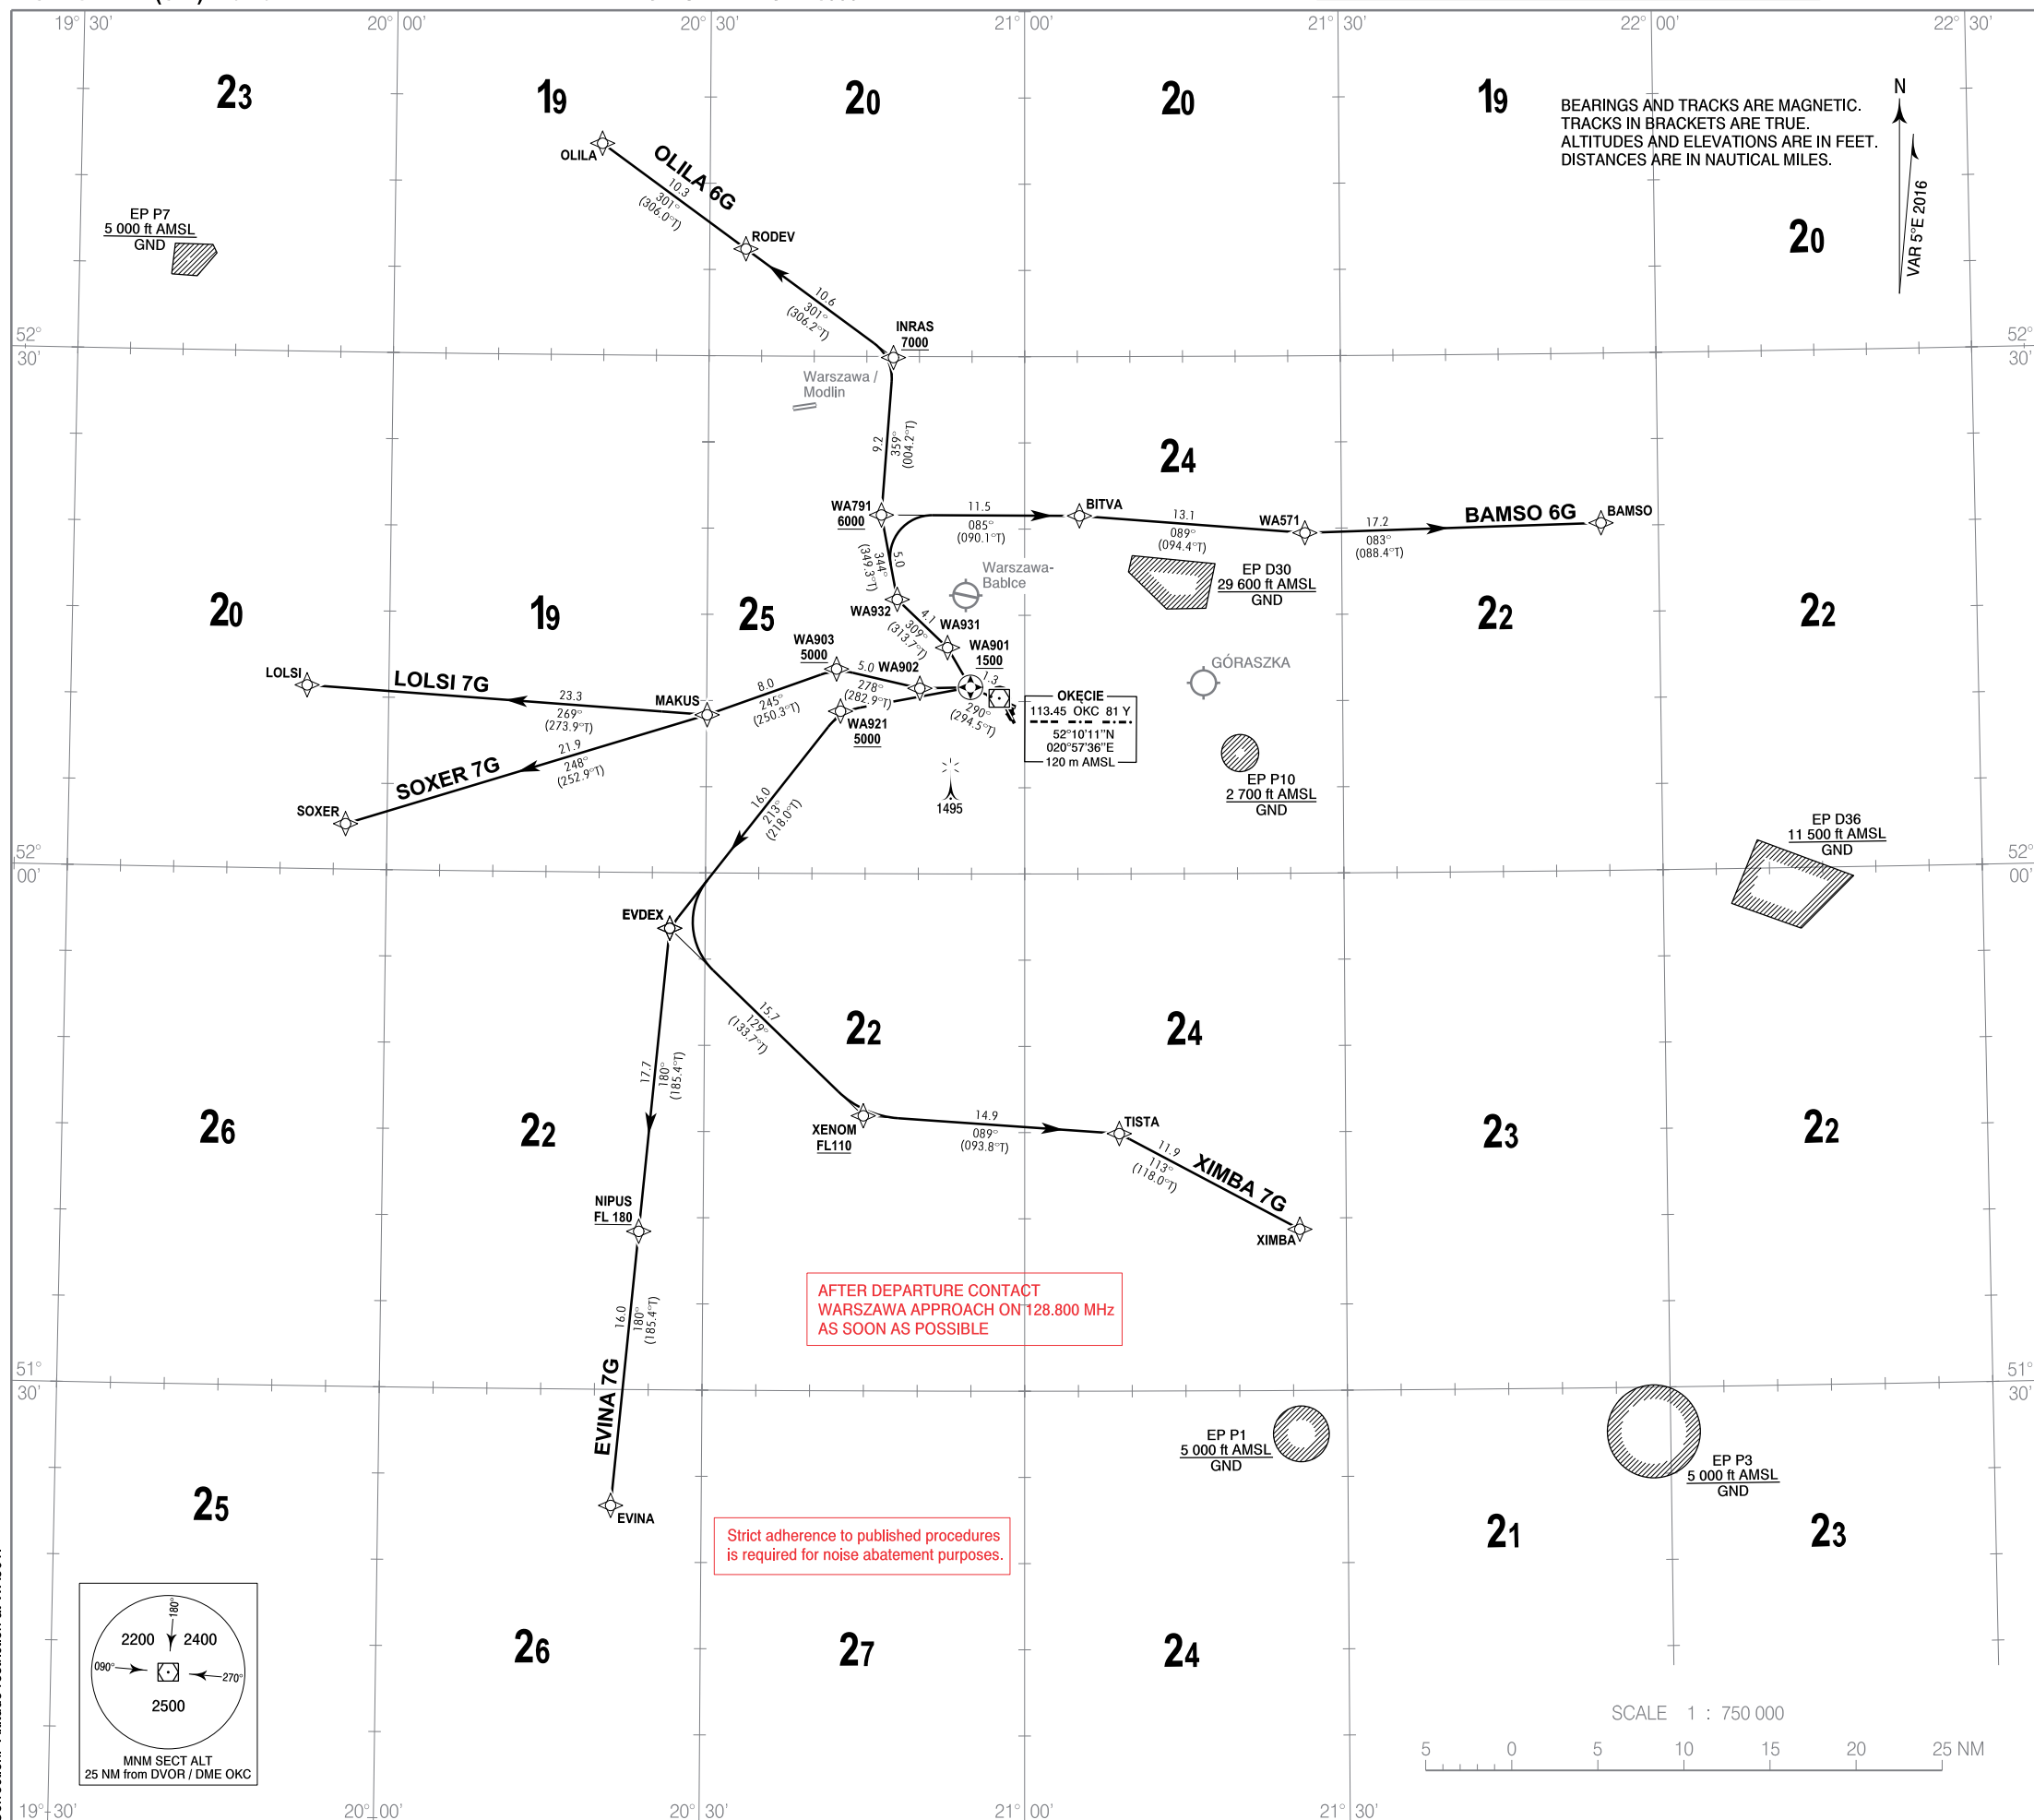 19° 30'
20° 00'
20° 30'
21° 00'
21° 30'
22° 00'
22° 30'
23
19
20
20
19
BEARINGS AND TRACKS ARE MAGNETIC.
TRACKS IN BRACKETS ARE TRUE.
ALTITUDES AND ELEVATIONS ARE IN FEET.
DISTANCES ARE IN NAUTICAL MILES.
N
VAR 5°E 2016
20
OLILA
OLILA 6G
10.3
301°
(306.0°T)
EP P7
5 000 ft AMSL
GND
RODEV
10.6
301°
(306.2°T)
INRAS
7000
52°
30'
52°
30'
Warszawa /
Modlin
9.2
359°
(004.2°T)
24
WA791
6000
11.5
085°
(090.1°T)
BITVA
13.1
089°
(094.4°T)
WA571
17.2
083°
(088.4°T)
BAMSO 6G
BAMSO
5.0
344°
(349.3°T)
Warszawa-
Babice
EP D30
29 600 ft AMSL
GND
WA932
4.1
309°
(313.7°T)
WA931
20
19
25
22
22
WA903
5000
WA901
1500
5.0
WA902
278°
(282.9°T)
1.3
290°
(294.5°T)
GÓRASZKA
LOLSI
LOLSI 7G
23.3
269°
(273.9°T)
MAKUS
8.0
245°
(250.3°T)
WA921
5000
OKĘCIE
113.45 OKC 81 Y
52°10'11"N
020°57'36"E
120 m AMSL
SOXER 7G
21.9
248°
(252.9°T)
SOXER
16.0
213°
(218.0°T)
1495
EP P10
2 700 ft AMSL
GND
EP D36
11 500 ft AMSL
GND
52°
00'
52°
00'
EVDEX
15.7
129°
(133.7°T)
22
24
17.7
180°
(185.4°T)
26
22
23
22
XENOM
FL110
14.9
089°
(093.8°T)
TISTA
11.9
113°
(118.0°T)
XIMBA 7G
XIMBA
NIPUS
FL 180
AFTER DEPARTURE CONTACT
WARSZAWA APPROACH ON 128.800 MHz
AS SOON AS POSSIBLE
16.0
180°
(185.4°T)
EVINA 7G
EVINA
51°
30'
51°
30'
EP P1
5 000 ft AMSL
GND
EP P3
5 000 ft AMSL
GND
25
21
23
Strict adherence to published procedures
is required for noise abatement purposes.
180°
2200
2400
090°
270°
2500
MNM SECT ALT
25 NM from DVOR / DME OKC
26
27
24
SCALE 1 : 750 000
5
0
5
10
15
20
25 NM
19° 30'
20° 00'
20° 30'
21° 00'
21° 30'